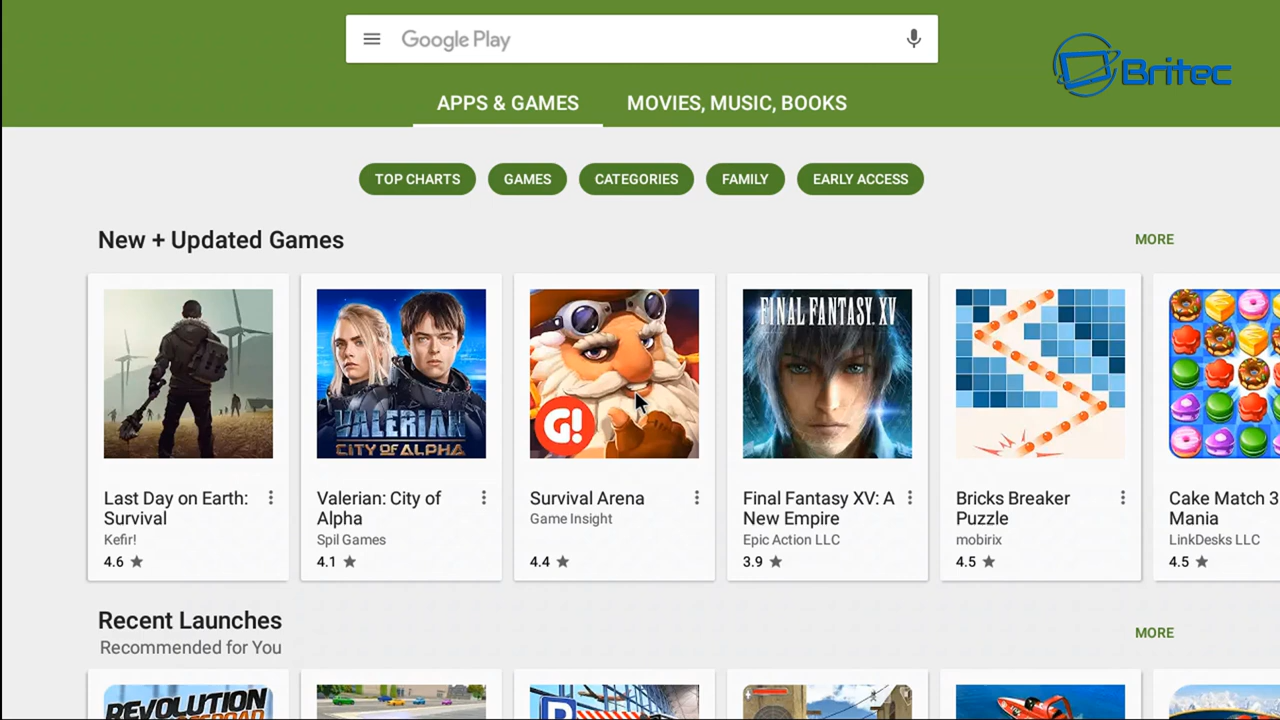 Google Play
Britec
APPS & GAMES
MOVIES, MUSIC, BOOKS
TOP CHARTS
GAMES
CATEGORIES
FAMILY
EARLY ACCESS
New + Updated Games
MORE
FINAL FANTASY XV
VALERIAN
CITY OF ALPHA
G!
Last Day on Earth:
Survival
Kefir!
4.6 ★
Valerian: City of
Alpha
Spil Games
4.1 ★
Survival Arena
Game Insight
4.4 ★
Final Fantasy XV: A
New Empire
Epic Action LLC
3.9 ★
Bricks Breaker
Puzzle
mobirix
4.5 ★
Cake Match 3
Mania
LinkDesks LLC
4.5 ★
Recent Launches
Recommended for You
MORE
REVOLUTION
P